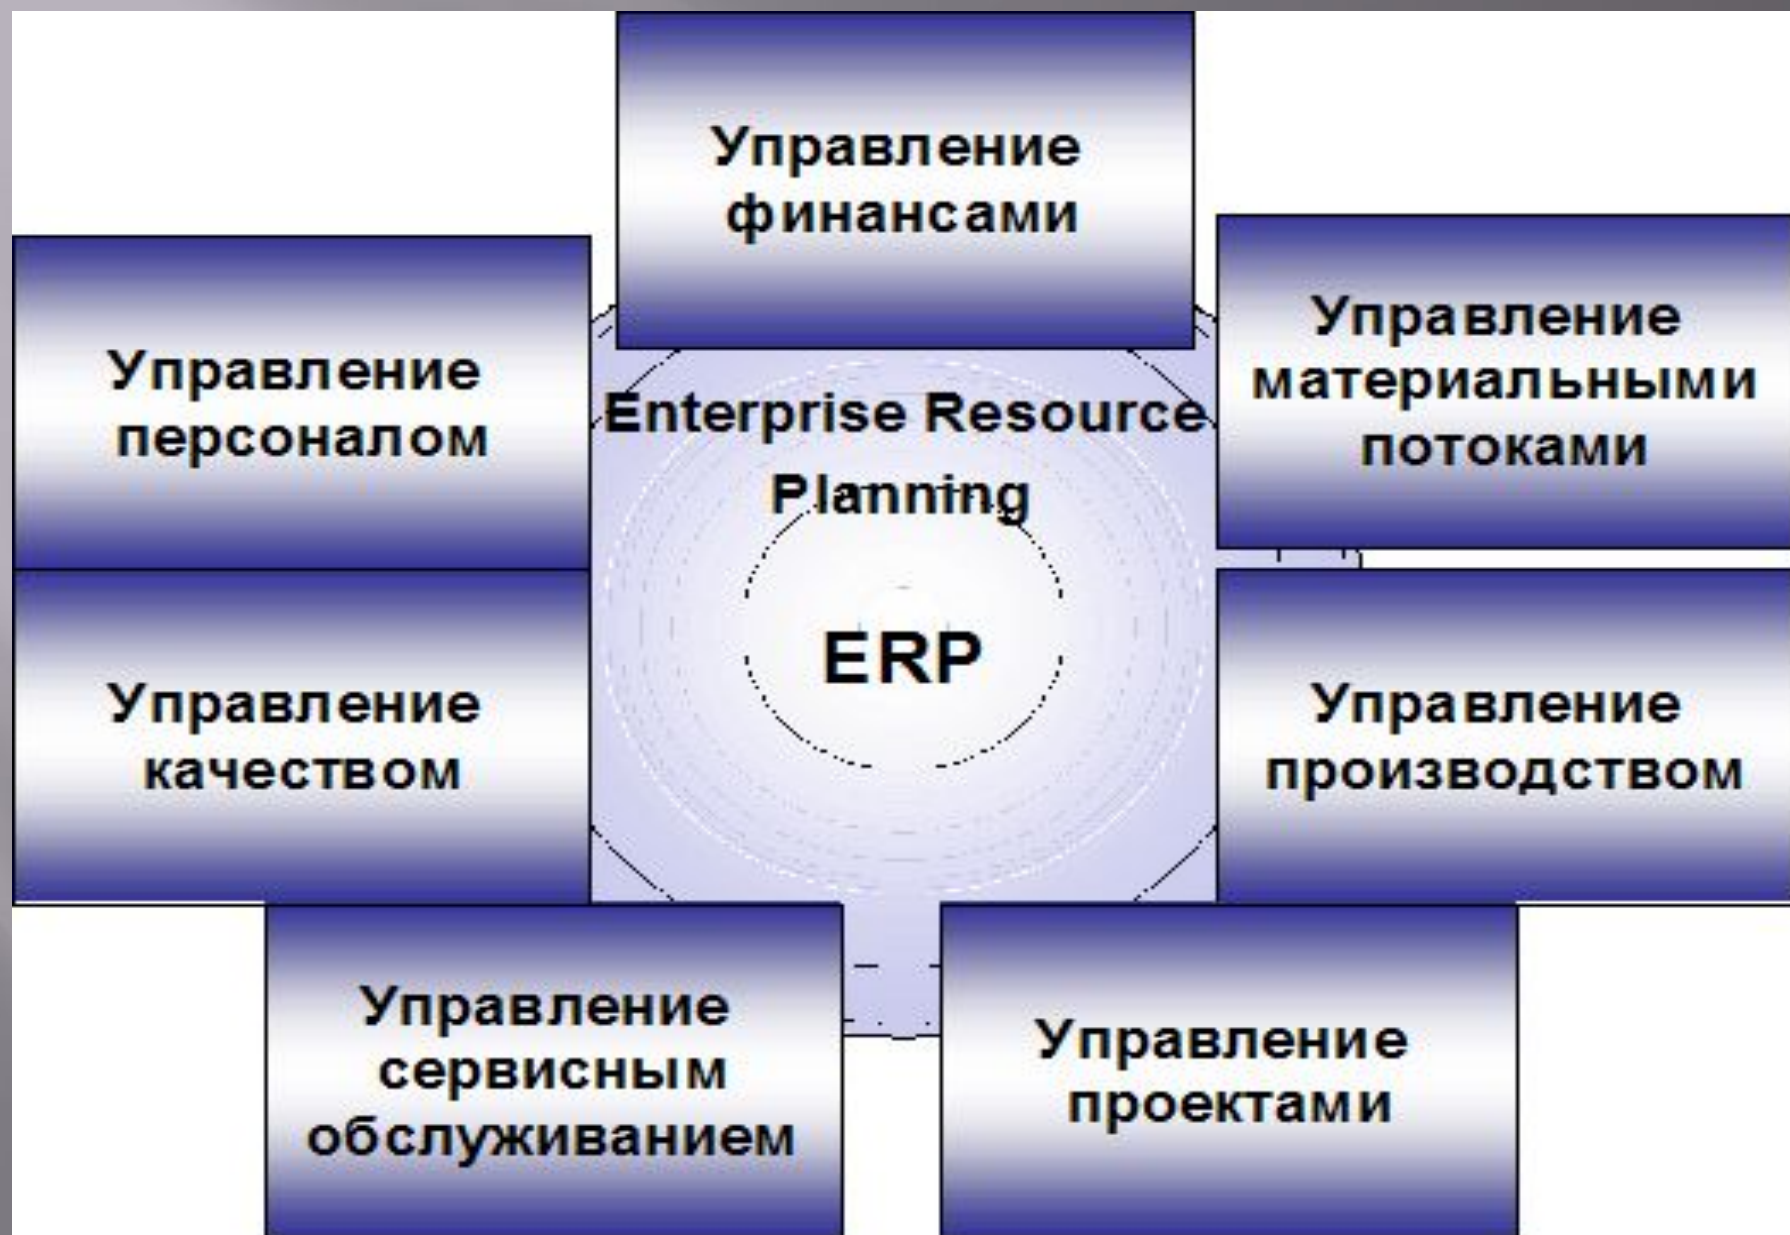 Управление
финансами
Управление
персоналом
Enterprise Resource
Planning
Управление
материальными
потоками
Управление
качеством
ERP
Управление
производством
Управление
сервисным
обслуживанием
Управление
проектами